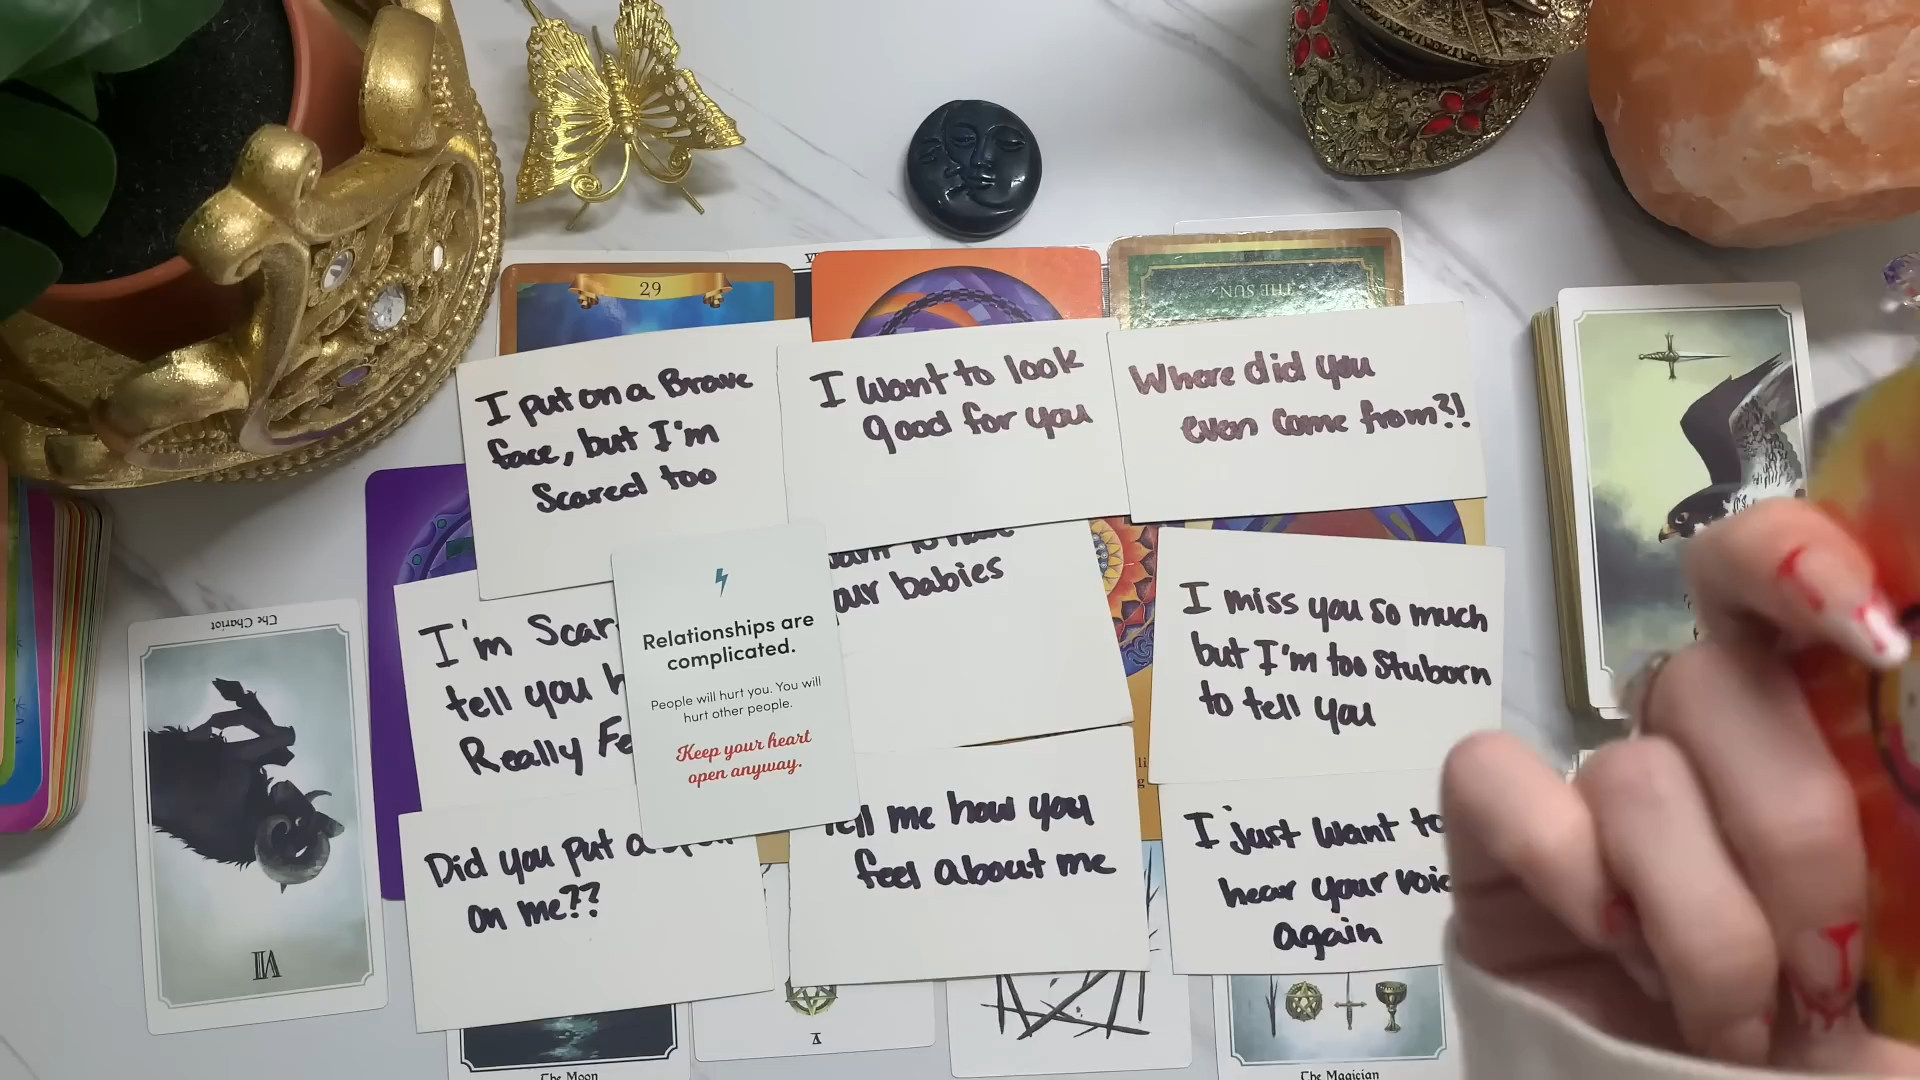 29
THE SUN
I put on a Brave
face, but I'm
Scared too
I want to look
good for you
Where did you
even come from?!
babies
I miss you so much
but I'm too Stuborn
to tell you
I'm
tell you
Really
Relationships are
complicated.
People will hurt you. You will
hurt other people.
Keep your heart
open anyway.
The Chariot
VII
Did you put a
on me??
Tell me how you
feel about me
I just want to
hear your
again
V
The Moon
The Magician